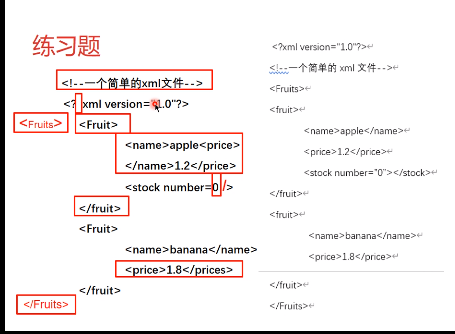 练习题
<!--一个简单的xml文件-->
<? xml version="1.0"?>
<Fruits>
<Fruit>
<name>apple<price>
</name>1.2</price>
<stock number=0/>
</fruit>
<Fruit>
<name>banana</name>
<price>1.8</prices>
</fruit>
</Fruits>
<?xml version="1.0"?>
<!--一个简单的 xml 文件-->
<Fruits>
<fruit>
<name>apple</name>
<price>1.2</price>
<stock number="0"></stock>
</fruit>
<fruit>
<name>banana</name>
<price>1.8</price>
</fruit>
</Fruits>